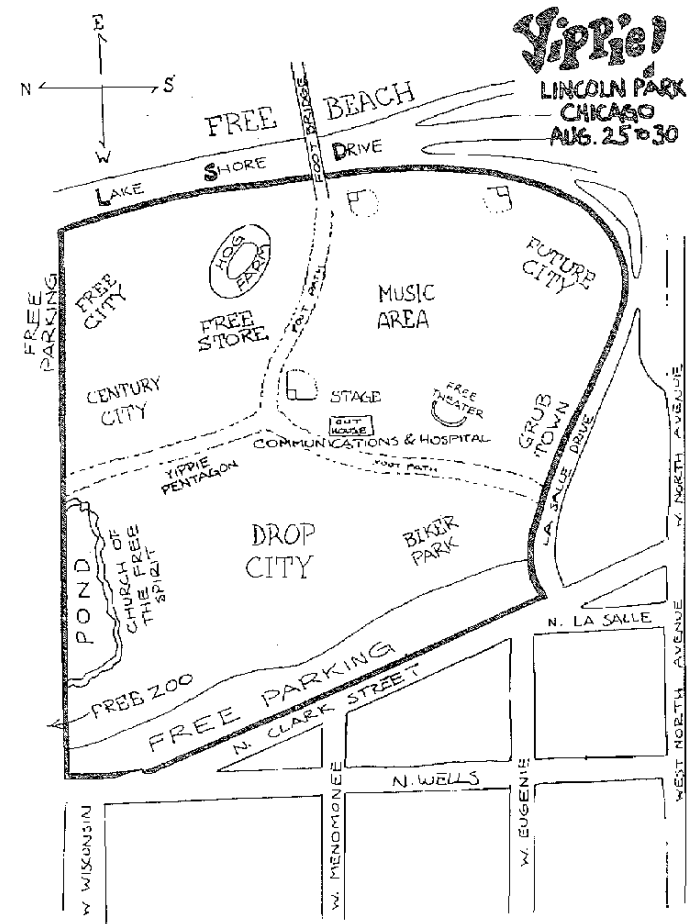 Yippie!
LINCOLN PARK
CHICAGO
AUG. 25 TO 30
E
N
S
W
FREE BEACH
FOOT BRIDGE
LAKE SHORE DRIVE
FREE PARKING
FREE
CITY
HOG
FARM
FREE
STORE
FOOT PATH
MUSIC
AREA
FUTURE
CITY
CENTURY
CITY
STAGE
FREE
THEATER
GRUB
TOWN
OUT
HOUSE
COMMUNICATIONS & HOSPITAL
FOOT PATH
YIPPIE
PENTAGON
LA SALLE DRIVE
W. NORTH AVENUE
DROP
CITY
BIKER
PARK
POND
CHURCH OF
THE FREE
SPIRIT
FREE ZOO
FREE PARKING
N. CLARK STREET
N. LA SALLE
N. WELLS
W WISCONSIN
W. MENOMONEE
W. EUGENIE
WEST NORTH AVENUE